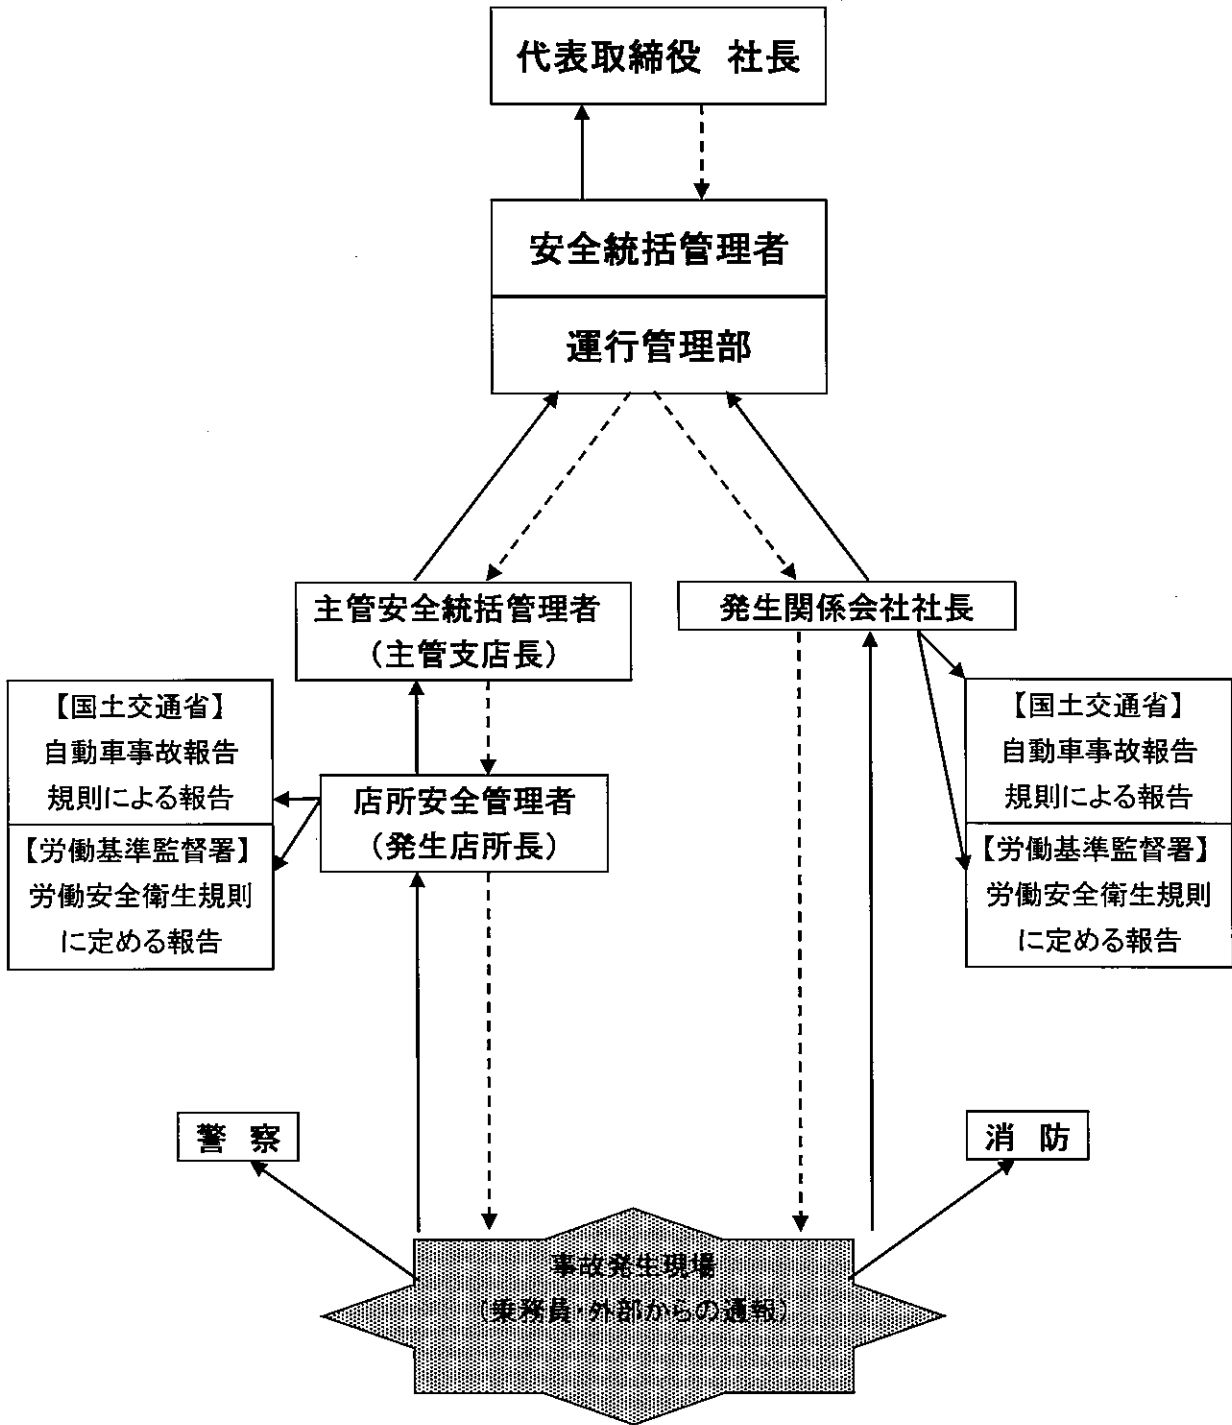 代表取締役 社長
安全統括管理者
運行管理部
主管安全統括管理者
（主管支店長）
発生関係会社社長
【国土交通省】
自動車事故報告
規則による報告
【労働基準監督署】
労働安全衛生規則
に定める報告
店所安全管理者
（発生店所長）
【国土交通省】
自動車事故報告
規則による報告
【労働基準監督署】
労働安全衛生規則
に定める報告
警 察
消 防
事故発生現場
（乗務員・外部からの通報）